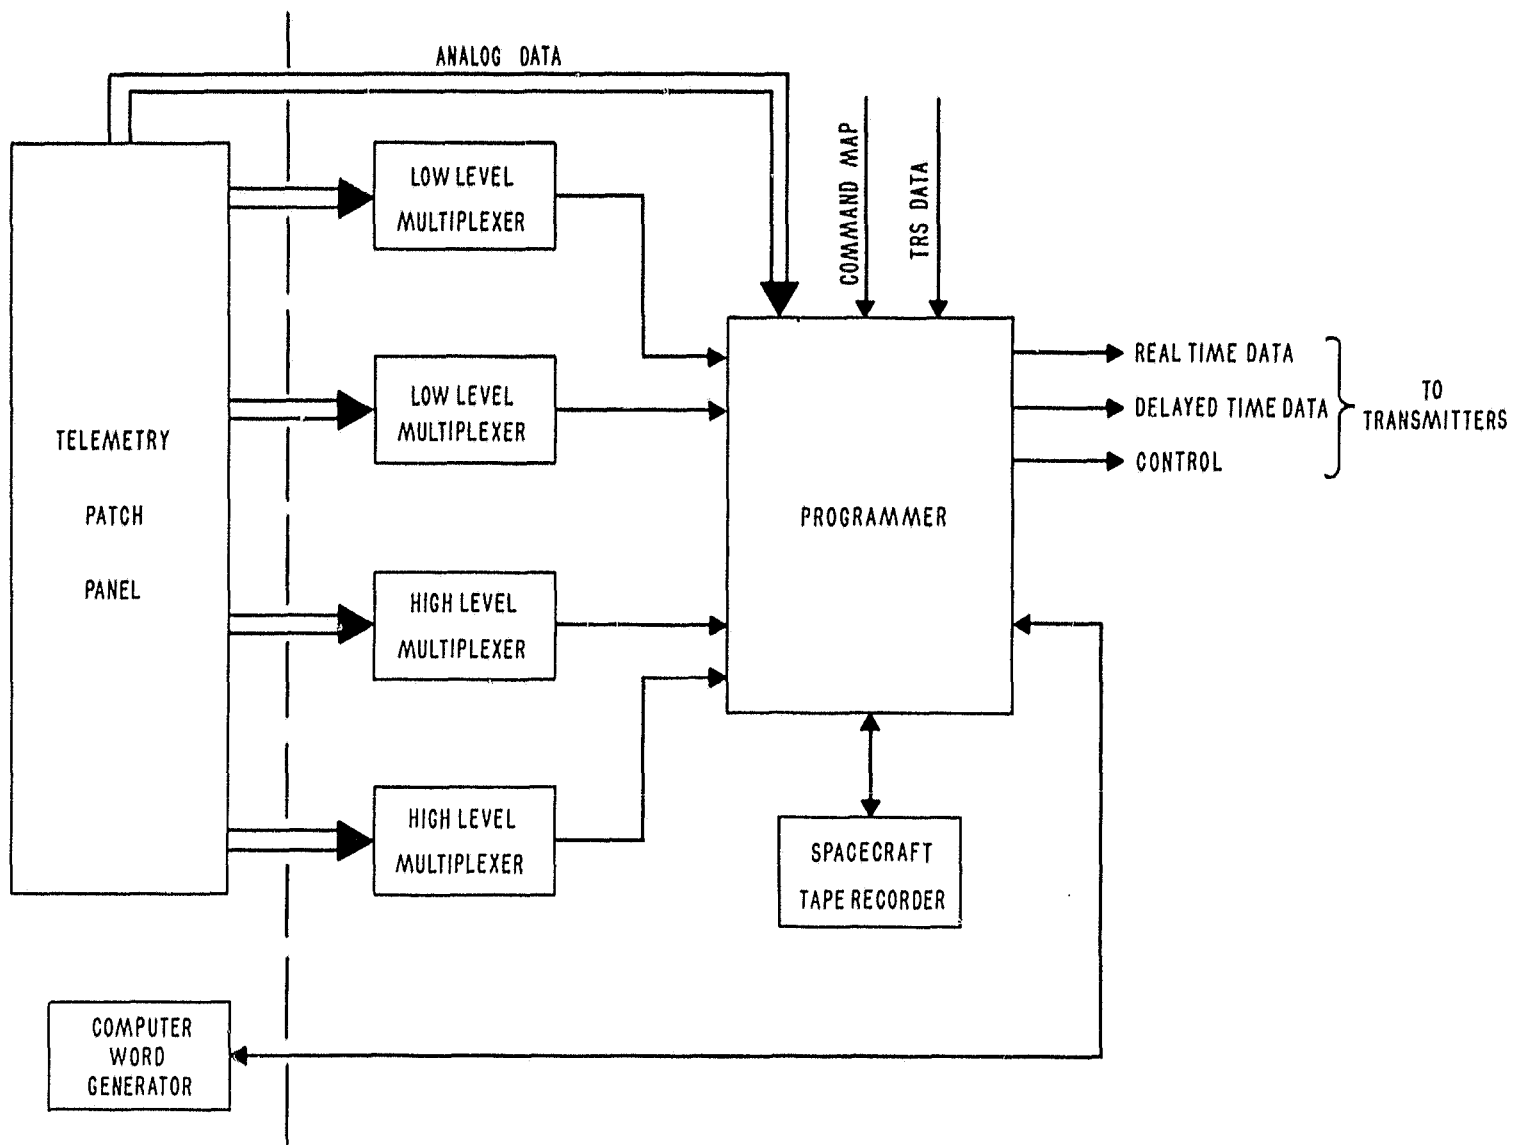 ANALOG DATA
TELEMETRY
PATCH
PANEL
LOW LEVEL
MULTIPLEXER
LOW LEVEL
MULTIPLEXER
HIGH LEVEL
MULTIPLEXER
HIGH LEVEL
MULTIPLEXER
COMMAND MAP
TRS DATA
PROGRAMMER
REAL TIME DATA
DELAYED TIME DATA
CONTROL
TO
TRANSMITTERS
SPACECRAFT
TAPE RECORDER
COMPUTER
WORD
GENERATOR